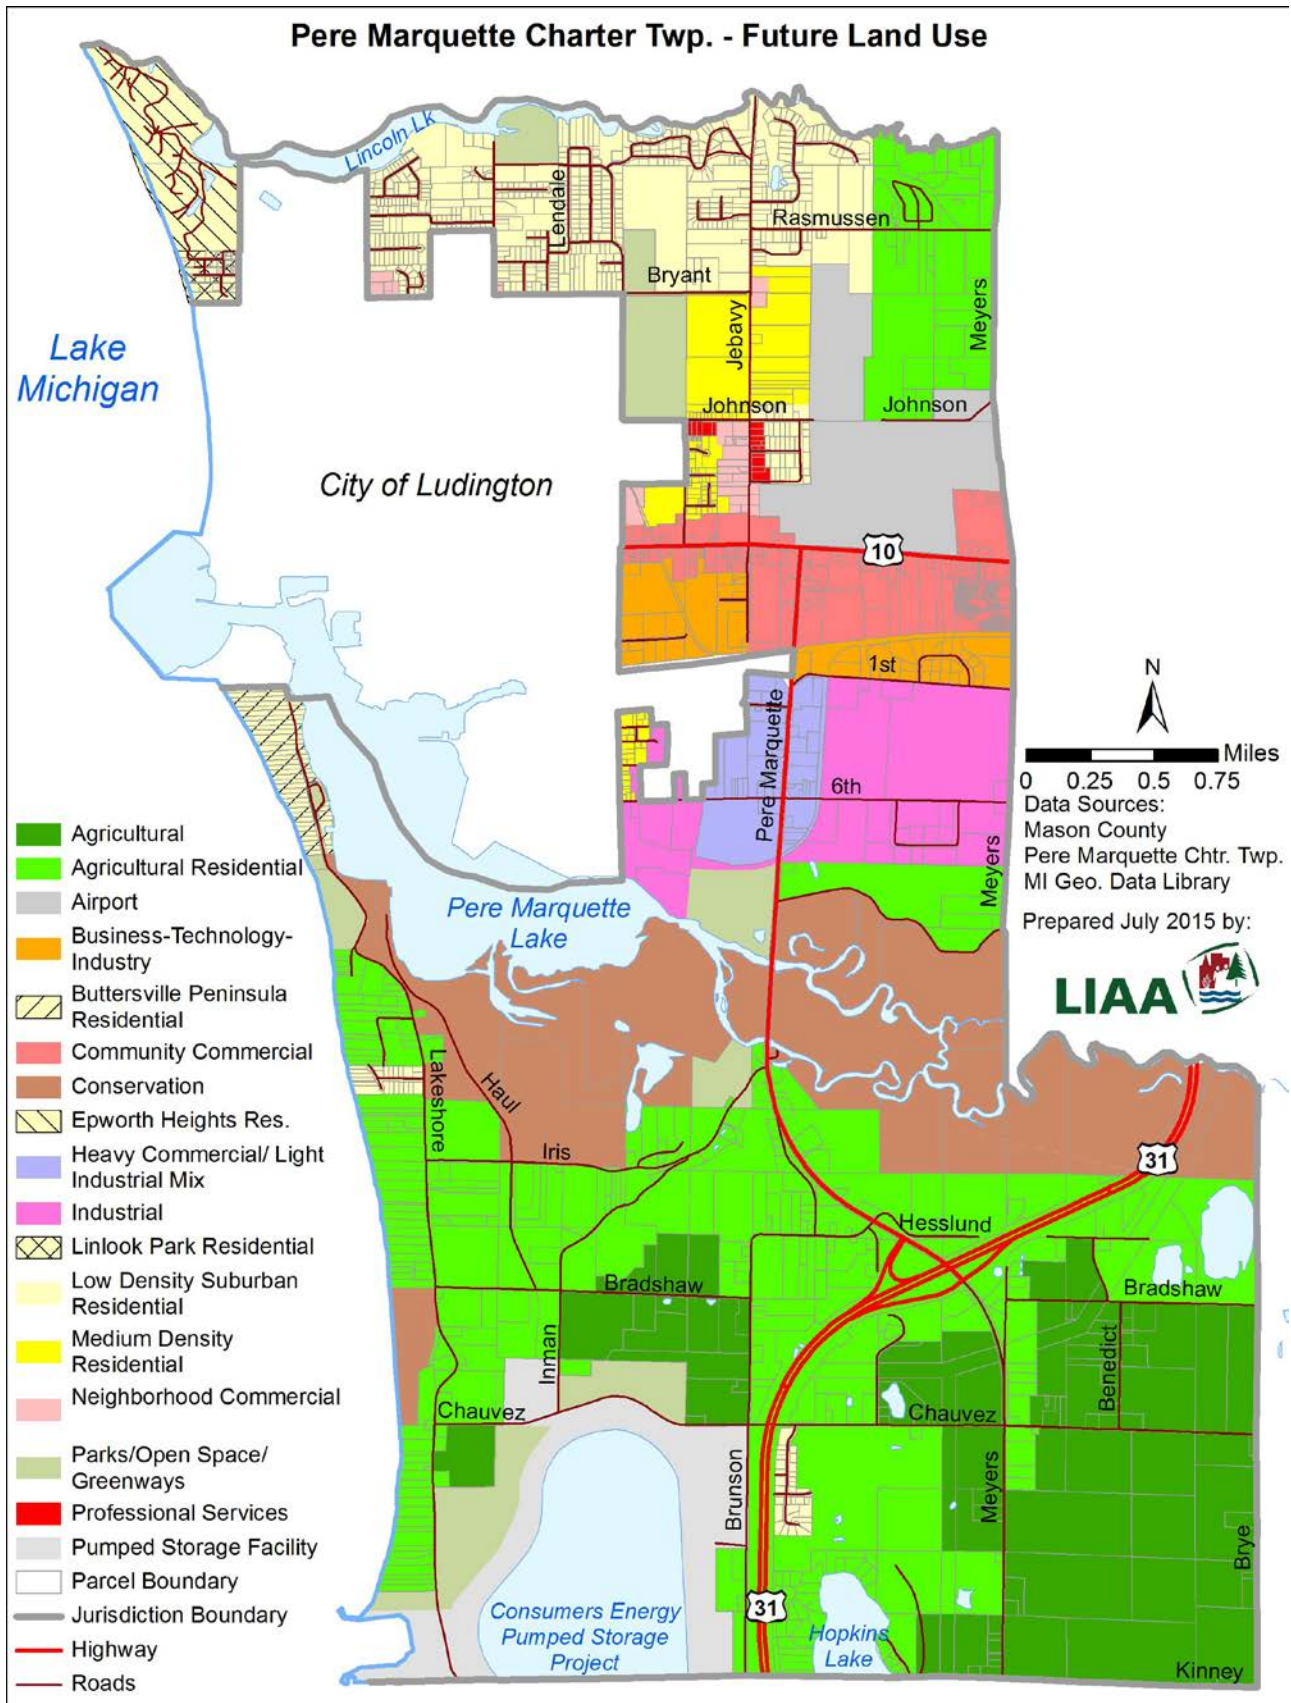 Pere Marquette Charter Twp. - Future Land Use
Lincoln Lk
Lendale
Rasmussen
Bryant
Jebavy
Meyers
Lake
Michigan
Johnson
Johnson
City of Ludington
10
1st
Pere Marquette
6th
Meyers
N
Miles
0 0.25 0.5 0.75
Data Sources:
Mason County
Pere Marquette Chtr. Twp.
MI Geo. Data Library
Prepared July 2015 by:
LIAA
Pere Marquette
Lake
Lakeshore
Haul
Iris
31
Hesslund
Bradshaw
Bradshaw
Inman
Benedict
Chauvez
Chauvez
Brunson
Meyers
Brye
31
Consumers Energy
Pumped Storage
Project
Hopkins
Lake
Kinney
Agricultural
Agricultural Residential
Airport
Business-Technology-
Industry
Buttersville Peninsula
Residential
Community Commercial
Conservation
Epworth Heights Res.
Heavy Commercial/ Light
Industrial Mix
Industrial
Linlook Park Residential
Low Density Suburban
Residential
Medium Density
Residential
Neighborhood Commercial
Parks/Open Space/
Greenways
Professional Services
Pumped Storage Facility
Parcel Boundary
Jurisdiction Boundary
Highway
Roads